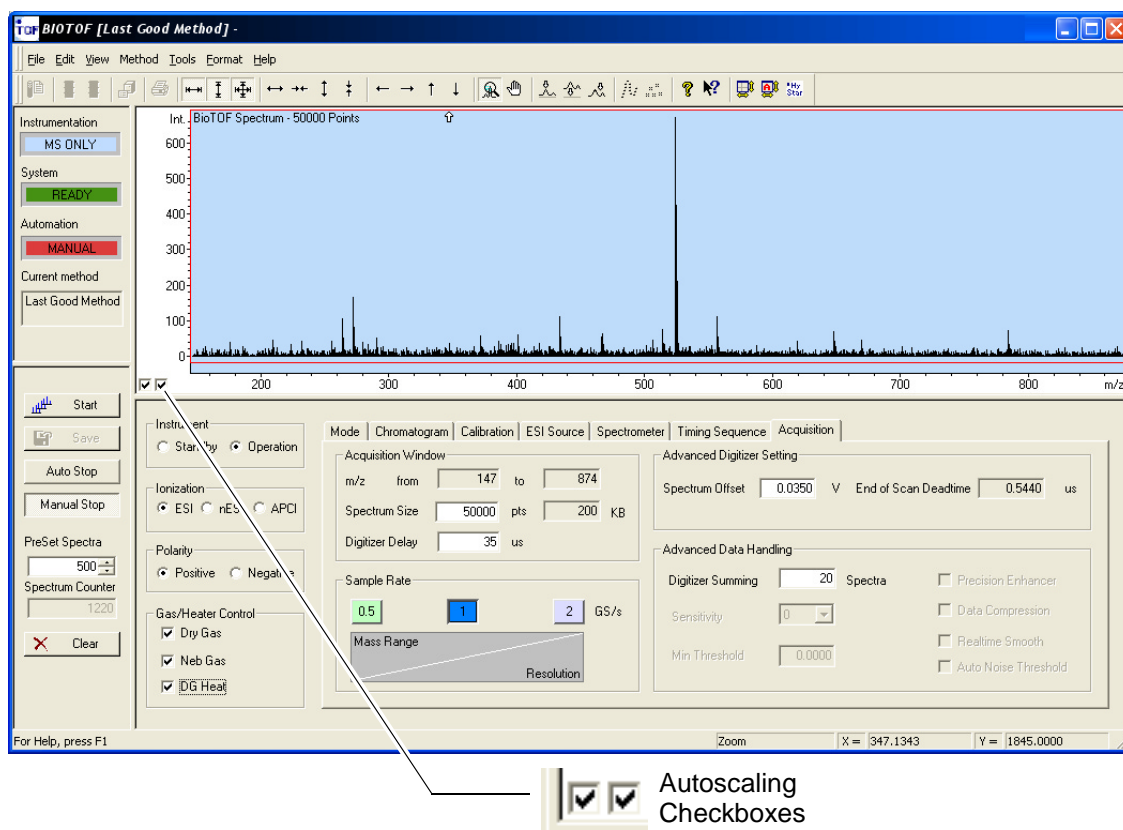 TOF BIOTOF [Last Good Method] -
File Edit View Method Tools Format Help
Hy Star
Instrumentation
MS ONLY
System
READY
Automation
MANUAL
Current method
Last Good Method
Int. BioTOF Spectrum - 50000 Points
600
500
400
300
200
100
0
200 300 400 500 600 700 800 m/z
Start
Save
Auto Stop
Manual Stop
PreSet Spectra
500
Spectrum Counter
1220
Clear
Instrument
Standby Operation
Ionization
ESI nESI APCI
Polarity
Positive Negative
Gas/Heater Control
Dry Gas
Neb Gas
DG Heat
Mode Chromatogram Calibration ESI Source Spectrometer Timing Sequence Acquisition
Acquisition Window
m/z from 147 to 874
Spectrum Size 50000 pts 200 KB
Digitizer Delay 35 us
Sample Rate
0.5 1 2 GS/s
Mass Range
Resolution
Advanced Digitizer Setting
Spectrum Offset 0.0350 V End of Scan Deadtime 0.5440 us
Advanced Data Handling
Digitizer Summing 20 Spectra
Sensitivity 0
Min Threshold 0.0000
Precision Enhancer
Data Compression
Realtime Smooth
Auto Noise Threshold
For Help, press F1
Zoom X = 347.1343 Y = 1845.0000
Autoscaling
Checkboxes